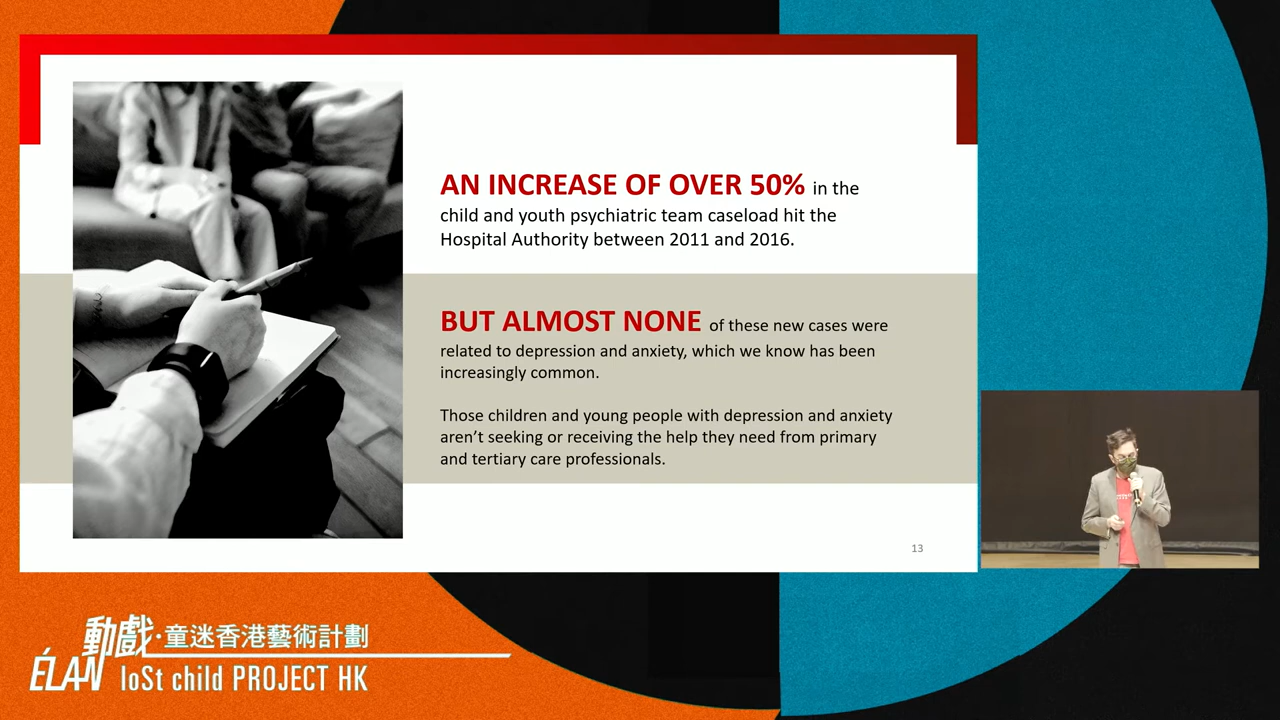 AN INCREASE OF OVER 50% in the
child and youth psychiatric team caseload hit the
Hospital Authority between 2011 and 2016.
BUT ALMOST NONE of these new cases were
related to depression and anxiety, which we know has been
increasingly common.
Those children and young people with depression and anxiety
aren’t seeking or receiving the help they need from primary
and tertiary care professionals.
13
動戲·童迷香港藝術計劃
ÉLAN loSt child PROJECT HK